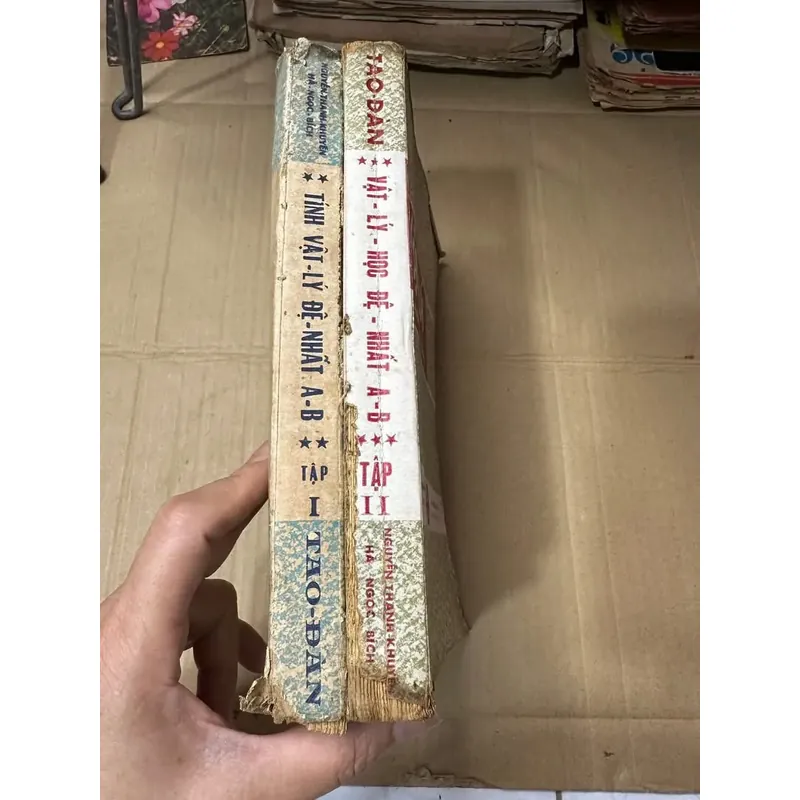 NGUYỄN-THANH-KHUYẾN
HÀ-NGỌC BÍCH
★★ TÍNH VẬT-LÝ ĐỆ-NHẤT A-B ★★
TẬP
I
TAO-ĐÀN
TAO-ĐÀN
★★★ VẬT-LÝ-HỌC ĐỆ-NHẤT A-B ★★★
TẬP
II
NGUYỄN-THANH-KHUYẾ
HÀ NGỌC BÍCH